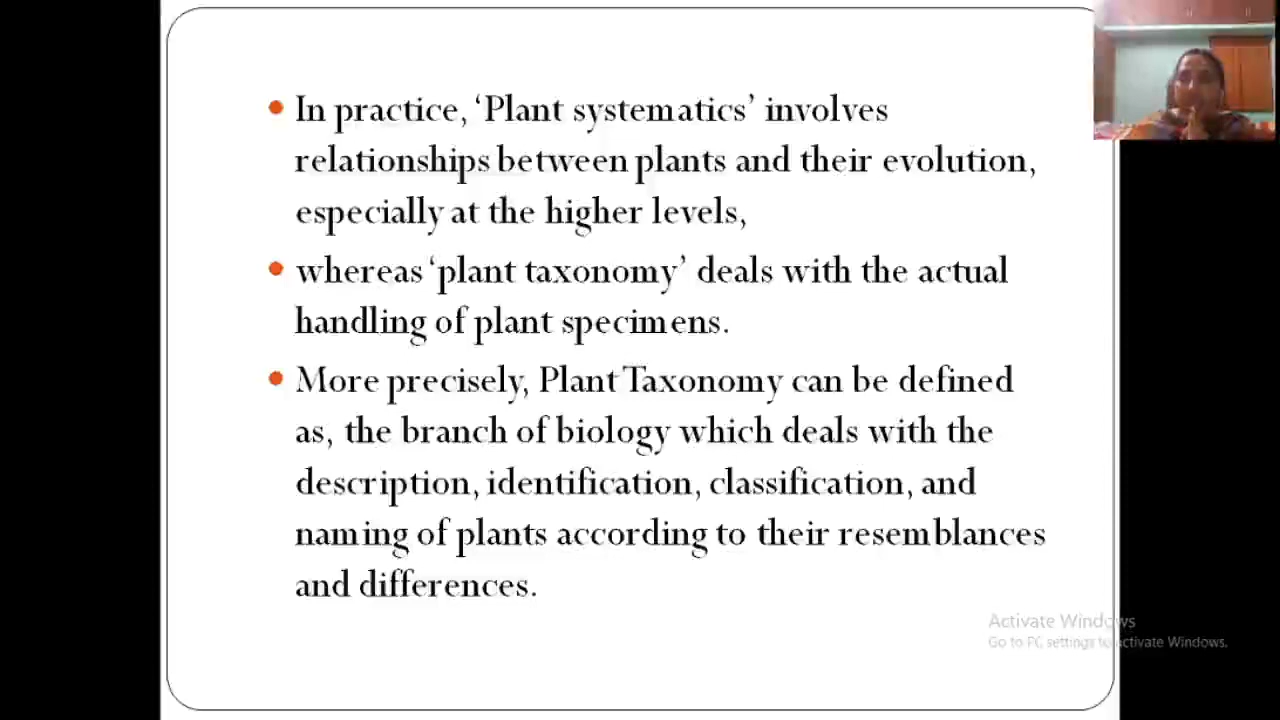 In practice, ‘Plant systematics’ involves
relationships between plants and their evolution,
especially at the higher levels,
whereas ‘plant taxonomy’ deals with the actual
handling of plant specimens.
More precisely, Plant Taxonomy can be defined
as, the branch of biology which deals with the
description, identification, classification, and
naming of plants according to their resemblances
and differences.
Activate Windows
Go to PC settings to activate Windows.